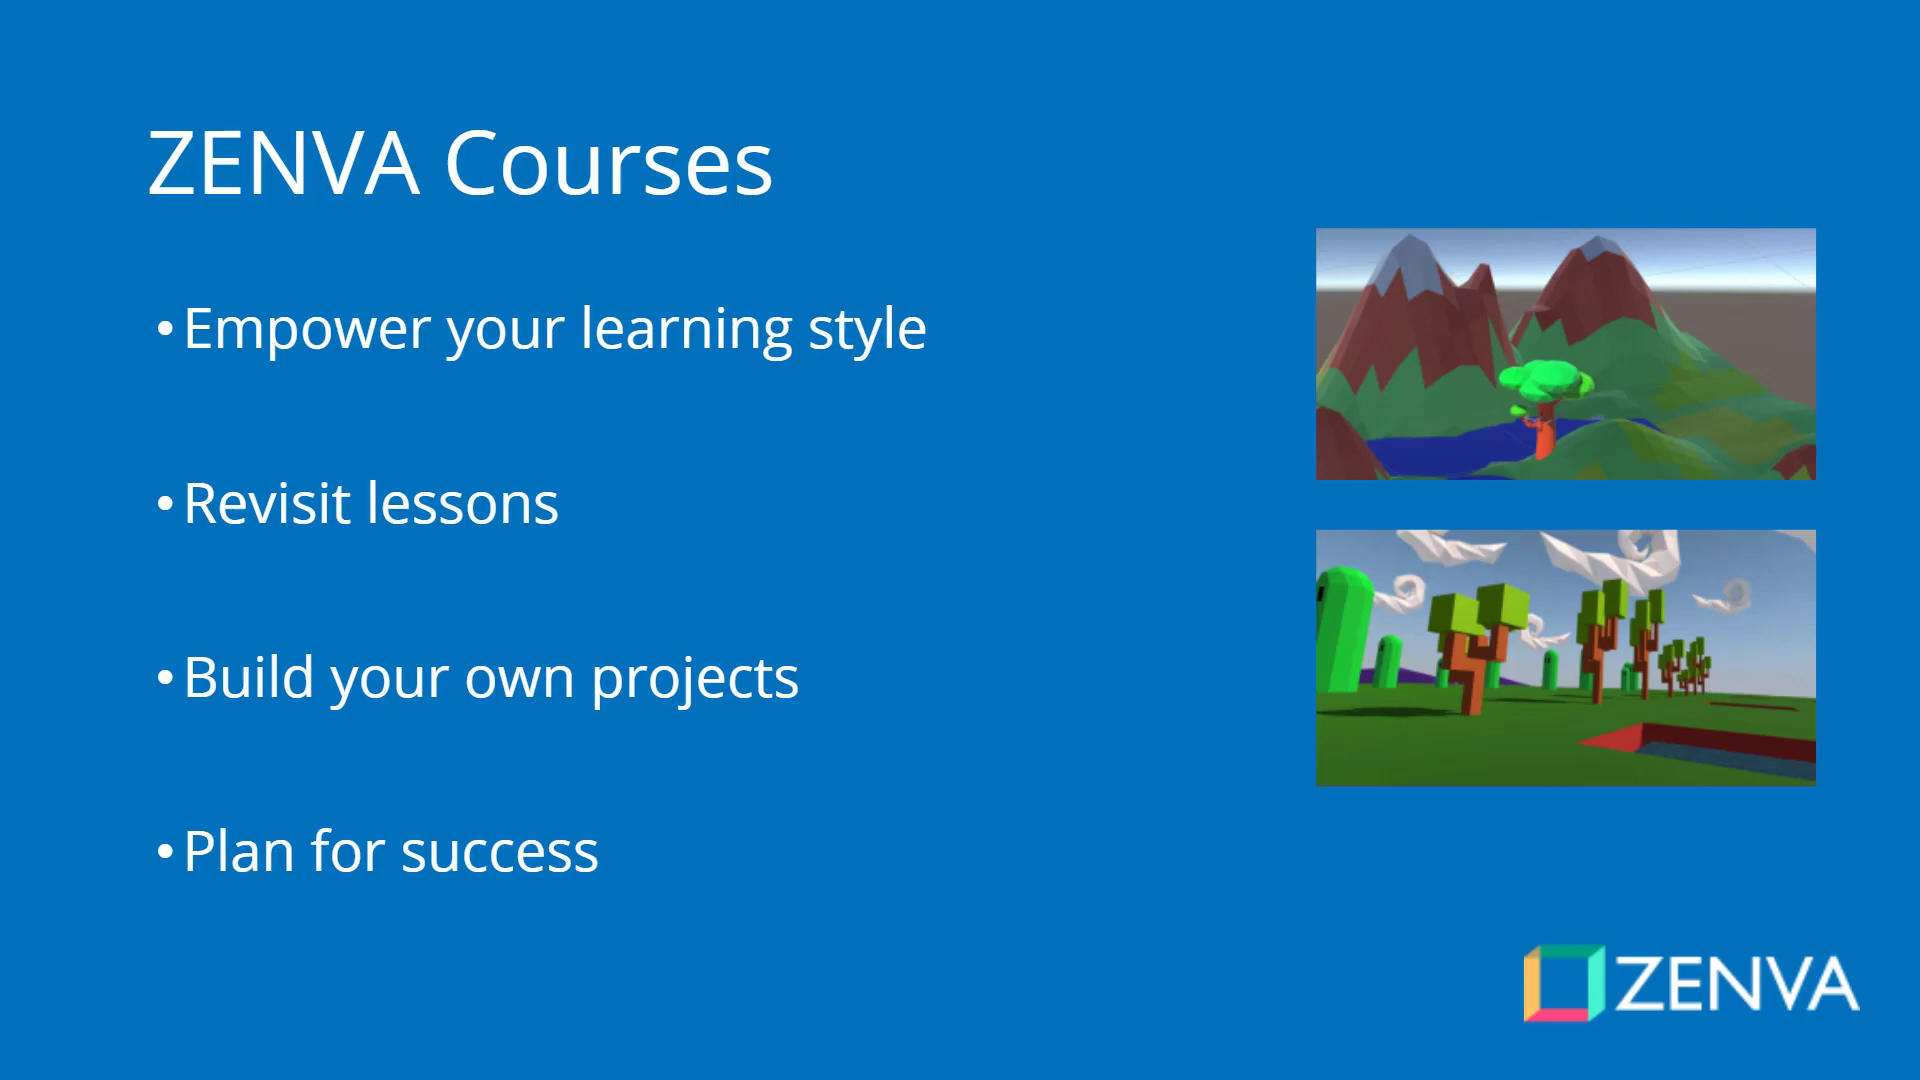 ZENVA Courses
• Empower your learning style
• Revisit lessons
• Build your own projects
• Plan for success
ZENVA